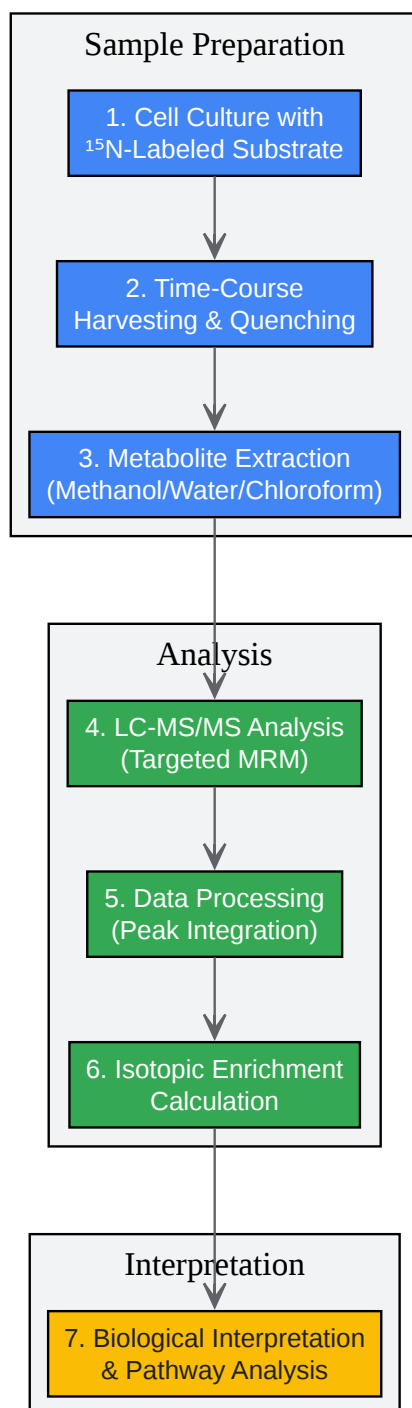 Sample Preparation
1. Cell Culture with
¹⁵N-Labeled Substrate
2. Time-Course
Harvesting & Quenching
3. Metabolite Extraction
(Methanol/Water/Chloroform)
Analysis
4. LC-MS/MS Analysis
(Targeted MRM)
5. Data Processing
(Peak Integration)
6. Isotopic Enrichment
Calculation
Interpretation
7. Biological Interpretation
& Pathway Analysis